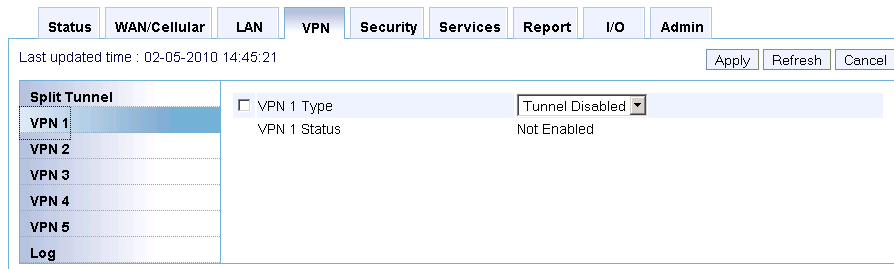 Status WAN/Cellular LAN VPN Security Services Report I/O Admin
Last updated time : 02-05-2010 14:45:21
Apply Refresh Cancel
Split Tunnel
VPN 1
VPN 2
VPN 3
VPN 4
VPN 5
Log
VPN 1 Type Tunnel Disabled
VPN 1 Status Not Enabled